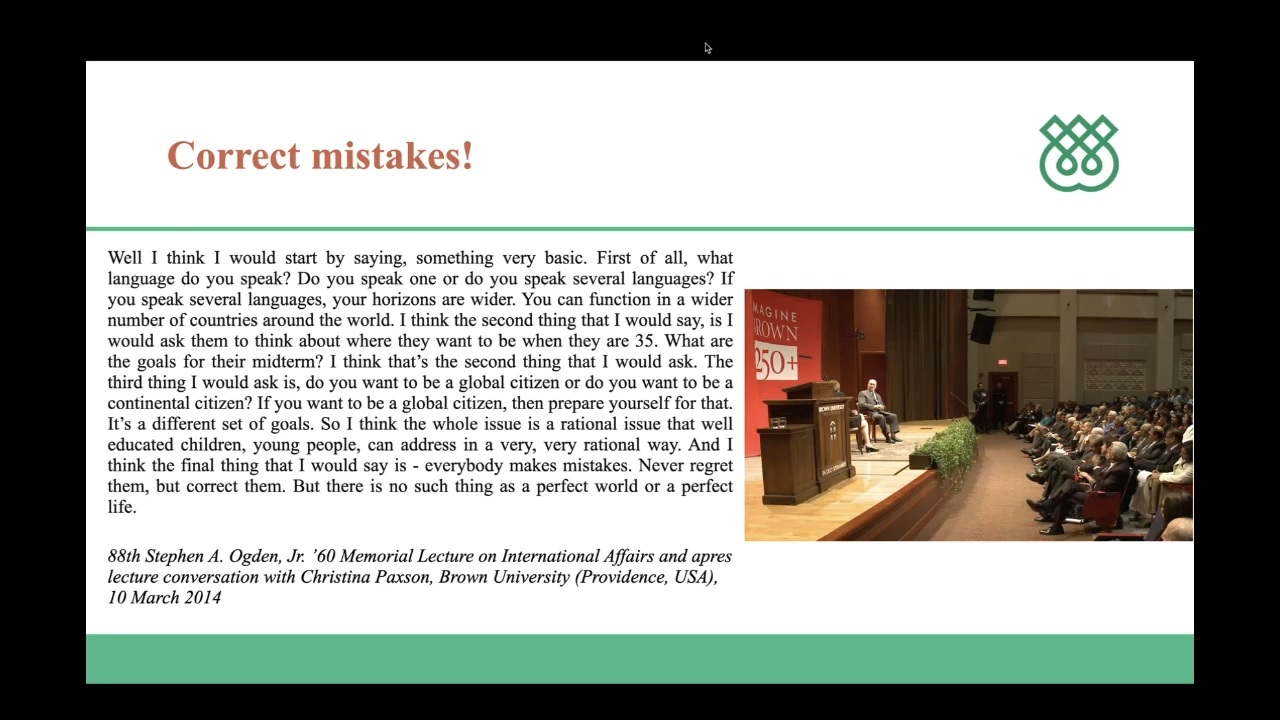 Correct mistakes!
Well I think I would start by saying, something very basic. First of all, what
language do you speak? Do you speak one or do you speak several languages? If
you speak several languages, your horizons are wider. You can function in a wider
number of countries around the world. I think the second thing that I would say, is I
would ask them to think about where they want to be when they are 35. What are
the goals for their midterm? I think that’s the second thing that I would ask. The
third thing I would ask is, do you want to be a global citizen or do you want to be a
continental citizen? If you want to be a global citizen, then prepare yourself for that.
It’s a different set of goals. So I think the whole issue is a rational issue that well
educated children, young people, can address in a very, very rational way. And I
think the final thing that I would say is - everybody makes mistakes. Never regret
them, but correct them. But there is no such thing as a perfect world or a perfect
life.
88th Stephen A. Ogden, Jr. ’60 Memorial Lecture on International Affairs and apres
lecture conversation with Christina Paxson, Brown University (Providence, USA),
10 March 2014
MAGINE
BROWN
250+
BROWN UNIVERSITY